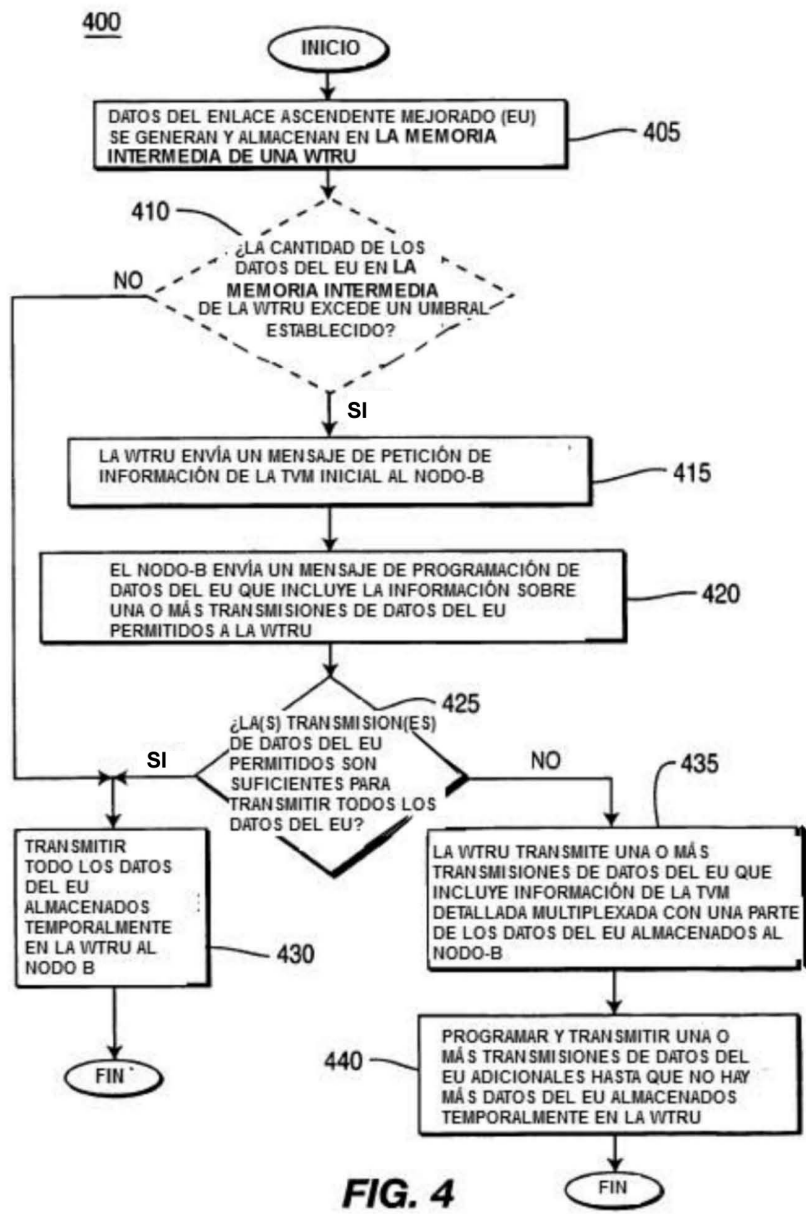 400
INICIO
DATOS DEL ENLACE ASCENDENTE MEJORADO (EU)
SE GENERAN Y ALMACENAN EN LA MEMORIA
INTERMEDIA DE UNA WTRU
405
410
¿LA CANTIDAD DE LOS
DATOS DEL EU EN LA
MEMORIA INTERMEDIA
DE LA WTRU EXCEDE UN UMBRAL
ESTABLECIDO?
NO
SI
LA WTRU ENVÍA UN MENSAJE DE PETICIÓN DE
INFORMACIÓN DE LA TVM INICIAL AL NODO-B
415
EL NODO-B ENVÍA UN MENSAJE DE PROGRAMACIÓN DE
DATOS DEL EU QUE INCLUYE LA INFORMACIÓN SOBRE
UNA O MÁS TRANSMISIONES DE DATOS DEL EU
PERMITIDOS A LA WTRU
420
425
¿LA(S) TRANSMISION(ES)
DE DATOS DEL EU
PERMITIDOS SON
SUFICIENTES PARA
TRANSMITIR TODOS LOS
DATOS DEL EU?
SI
NO
TRANSMITIR
TODO LOS DATOS
DEL EU
ALMACENADOS
TEMPORALMENTE
EN LA WTRU AL
NODO B
430
FIN
435
LA WTRU TRANSMITE UNA O MÁS
TRANSMISIONES DE DATOS DEL EU QUE
INCLUYE INFORMACIÓN DE LA TVM
DETALLADA MULTIPLEXADA CON UNA PARTE
DE LOS DATOS DEL EU ALMACENADOS AL
NODO-B
PROGRAMAR Y TRANSMITIR UNA O
MÁS TRANSMISIONES DE DATOS DEL
EU ADICIONALES HASTA QUE NO HAY
MÁS DATOS DEL EU ALMACENADOS
TEMPORALMENTE EN LA WTRU
440
FIN
FIG. 4